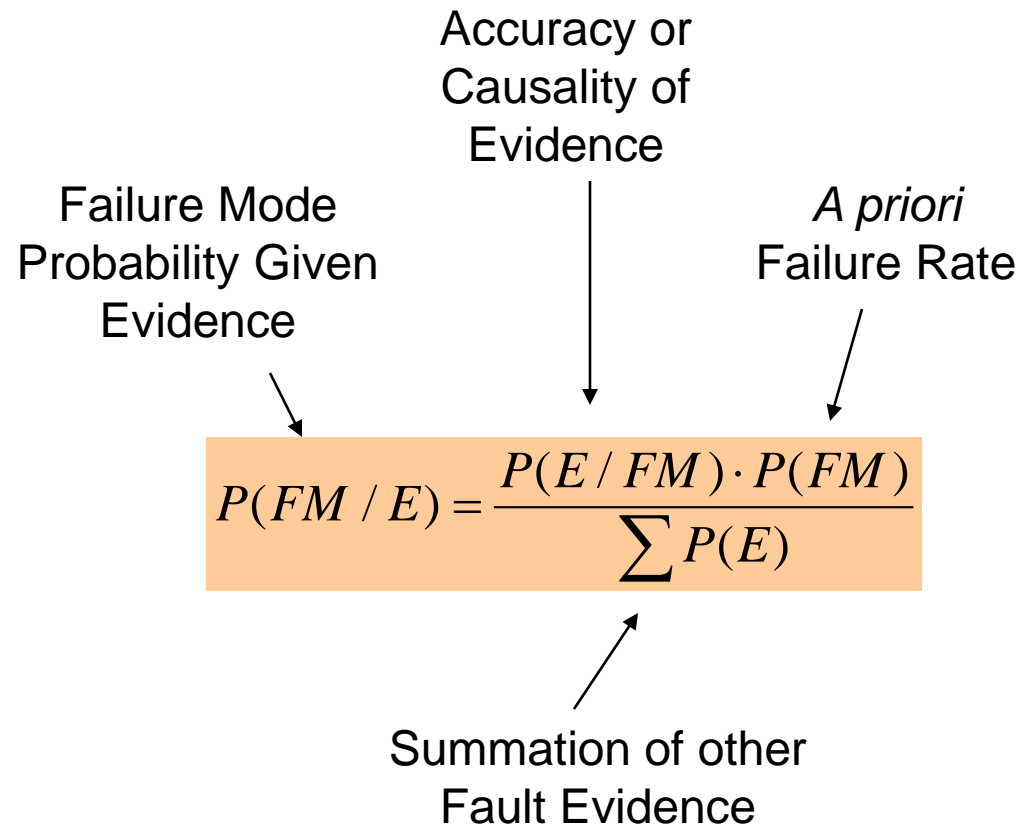 Accuracy or
Causality of
Evidence
Failure Mode
Probability Given
Evidence
A priori
Failure Rate
P(FM / E) = P(E / FM) · P(FM)
∑ P(E)
Summation of other
Fault Evidence